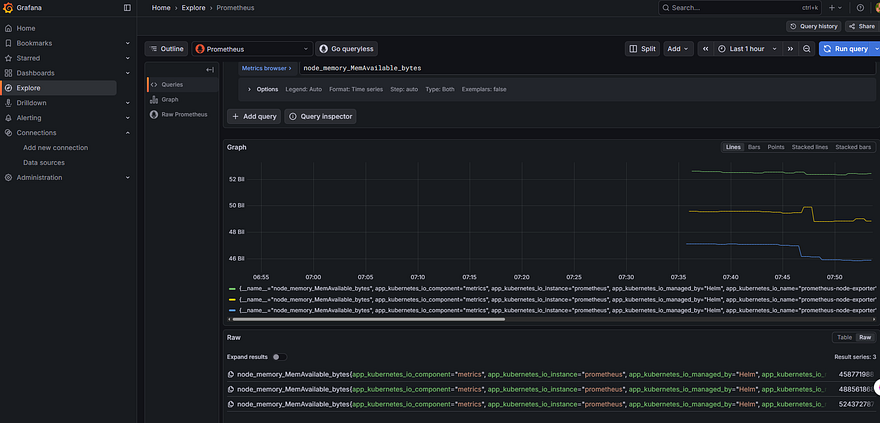 Grafana
Home > Explore > Prometheus
Search...
ctrl+k
Query history
Share
Home
Bookmarks
Starred
Dashboards
Explore
Drilldown
Alerting
Connections
Add new connection
Data sources
Administration
Outline
Prometheus
Go queryless
Split
Add
Last 1 hour
Run query
Queries
Graph
Raw Prometheus
Metrics browser >
node_memory_MemAvailable_bytes
> Options Legend: Auto Format: Time series Step: auto Type: Both Exemplars: false
+ Add query
Query inspector
Graph
Lines Bars Points Stacked lines Stacked bars
52 Bil
50 Bil
48 Bil
46 Bil
06:55 07:00 07:05 07:10 07:15 07:20 07:25 07:30 07:35 07:40 07:45 07:50
{__name__="node_memory_MemAvailable_bytes", app_kubernetes_io_component="metrics", app_kubernetes_io_instance="prometheus", app_kubernetes_io_managed_by="Helm", app_kubernetes_io_name="prometheus-node-exporter"
{__name__="node_memory_MemAvailable_bytes", app_kubernetes_io_component="metrics", app_kubernetes_io_instance="prometheus", app_kubernetes_io_managed_by="Helm", app_kubernetes_io_name="prometheus-node-exporter"
{__name__="node_memory_MemAvailable_bytes", app_kubernetes_io_component="metrics", app_kubernetes_io_instance="prometheus", app_kubernetes_io_managed_by="Helm", app_kubernetes_io_name="prometheus-node-exporter"
Raw
Table Raw
Expand results
Result series: 3
node_memory_MemAvailable_bytes{app_kubernetes_io_component="metrics", app_kubernetes_io_instance="prometheus", app_kubernetes_io_managed_by="Helm", app_kubernetes_io_
node_memory_MemAvailable_bytes{app_kubernetes_io_component="metrics", app_kubernetes_io_instance="prometheus", app_kubernetes_io_managed_by="Helm", app_kubernetes_io_
node_memory_MemAvailable_bytes{app_kubernetes_io_component="metrics", app_kubernetes_io_instance="prometheus", app_kubernetes_io_managed_by="Helm", app_kubernetes_io_